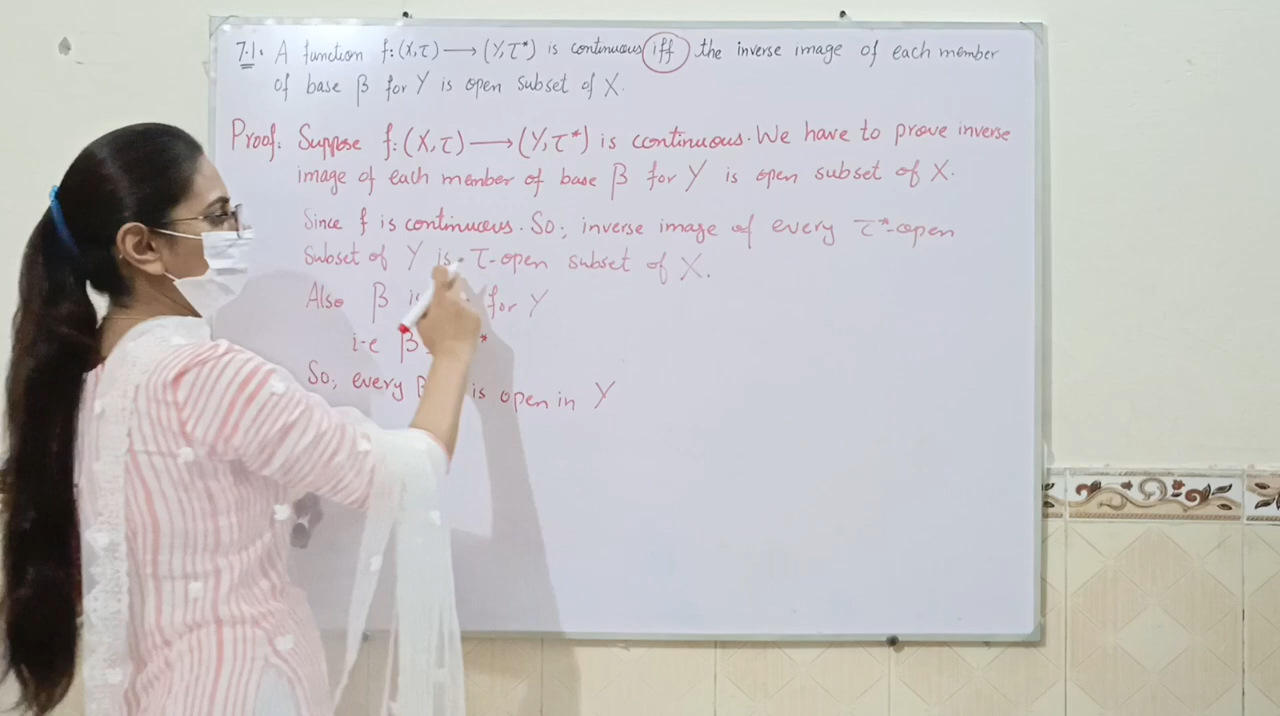 7.1: A function f: (X,τ) ⟶ (Y,τ*) is continuous iff the inverse image of each member
of base β for Y is open subset of X.
Proof: Suppose f: (X,τ) ⟶ (Y,τ*) is continuous. We have to prove inverse
image of each member of base β for Y is open subset of X.
Since f is continuous. So; inverse image of every τ*-open
Subset of Y is τ-open subset of X.
Also β is for Y
i-e β *
So; every is open in Y